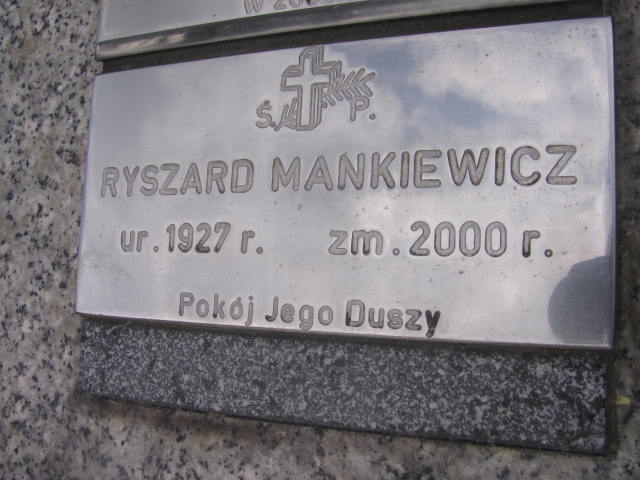 Ś. P.
RYSZARD MANKIEWICZ
ur. 1927 r. zm. 2000 r.
Pokój Jego Duszy